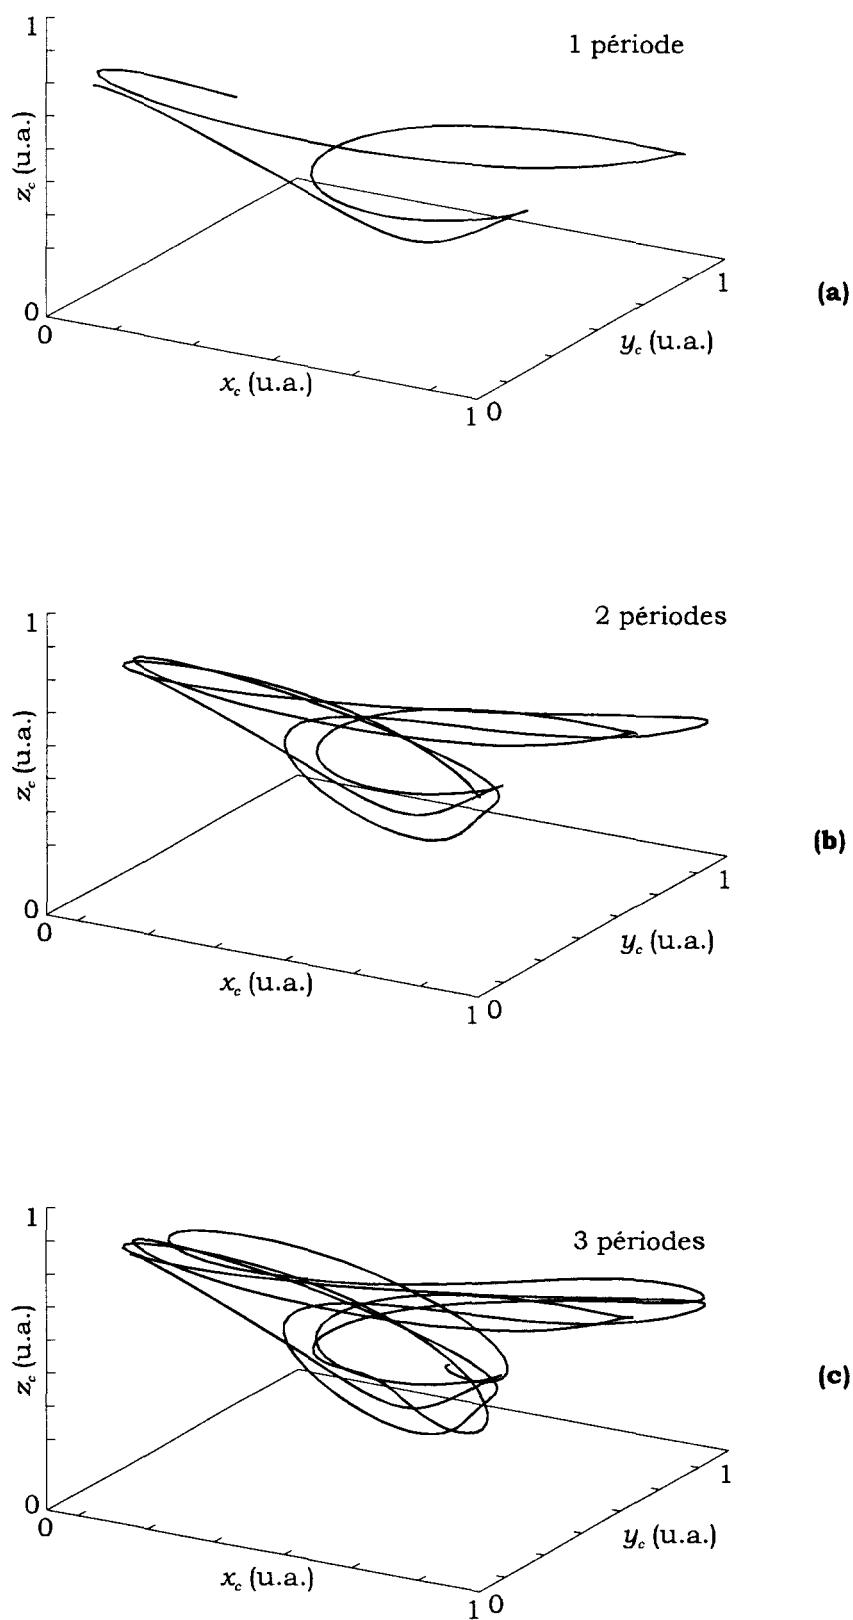 1
1 période
z_c (u.a.)
0
0
x_c (u.a.)
1
0
y_c (u.a.)
1
(a)
1
2 périodes
z_c (u.a.)
0
0
x_c (u.a.)
1
0
y_c (u.a.)
1
(b)
1
3 périodes
z_c (u.a.)
0
0
x_c (u.a.)
1
0
y_c (u.a.)
1
(c)